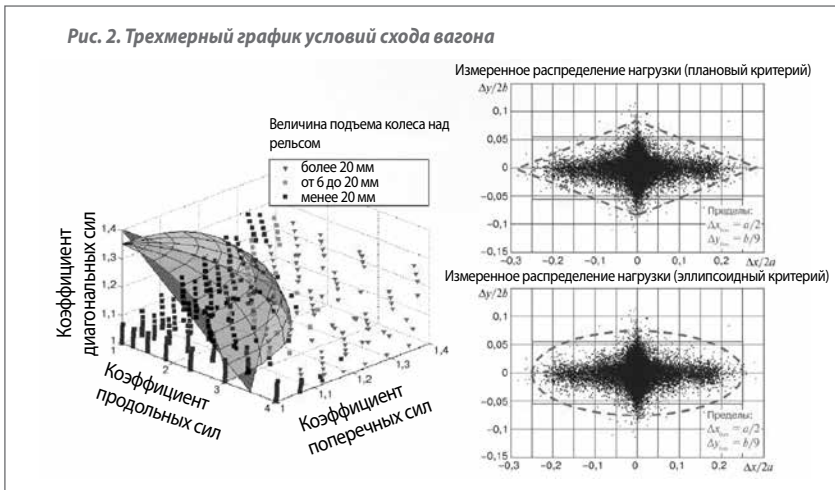 Рис. 2. Трехмерный график условий схода вагона
Величина подъема колеса над
рельсом
более 20 мм
от 6 до 20 мм
менее 20 мм
Коэффициент
диагональных сил
1,4
1,3
1,2
1,1
1
1
2
3
4
Коэффициент
продольных сил
1
1,1
1,2
1,3
1,4
Коэффициент
поперечных сил
Измеренное распределение нагрузки (плановый критерий)
Δy/2b
0,1
0,05
0
−0,05
−0,1
−0,15
−0,3
−0,2
−0,1
0
0,1
0,2
Δx/2a
Пределы:
= a/2
= b/9
Измеренное распределение нагрузки (эллипсоидный критерий)
Δy/2b
0,1
0,05
0
−0,05
−0,1
−0,15
−0,3
−0,2
−0,1
0
0,1
0,2
Δx/2a
Пределы:
= a/2
= b/9